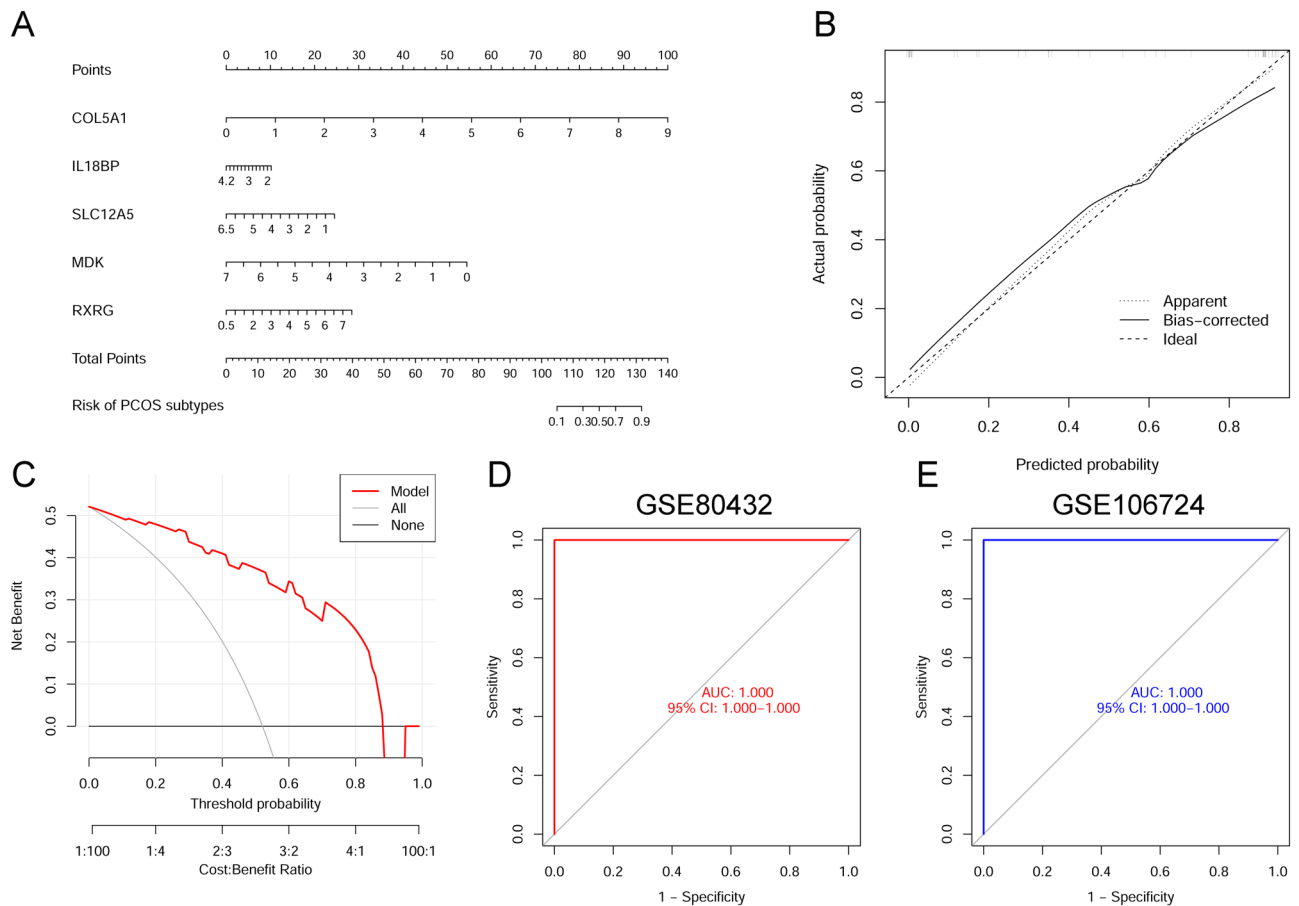 A
Points
0 10 20 30 40 50 60 70 80 90 100
COL5A1
0 1 2 3 4 5 6 7 8 9
IL18BP
4.2 3 2
SLC12A5
6.5 5 4 3 2 1
MDK
7 6 5 4 3 2 1 0
RXRG
0.5 2 3 4 5 6 7
Total Points
0 10 20 30 40 50 60 70 80 90 100 110 120 130 140
Risk of PCOS subtypes
0.1 0.30.50.7 0.9
B
Actual probability
0.8
0.6
0.4
0.2
0.0
Apparent
Bias−corrected
Ideal
0.0 0.2 0.4 0.6 0.8
Predicted probability
C
Net Benefit
0.5
0.4
0.3
0.2
0.1
0.0
Model
All
None
0.0 0.2 0.4 0.6 0.8 1.0
Threshold probability
1:100 1:4 2:3 3:2 4:1 100:1
Cost:Benefit Ratio
D
GSE80432
Sensitivity
1.0
0.8
0.6
0.4
0.2
0.0
AUC: 1.000
95% CI: 1.000−1.000
0.0 0.2 0.4 0.6 0.8 1.0
1 − Specificity
E
GSE106724
Sensitivity
1.0
0.8
0.6
0.4
0.2
0.0
AUC: 1.000
95% CI: 1.000−1.000
0.0 0.2 0.4 0.6 0.8 1.0
1 − Specificity